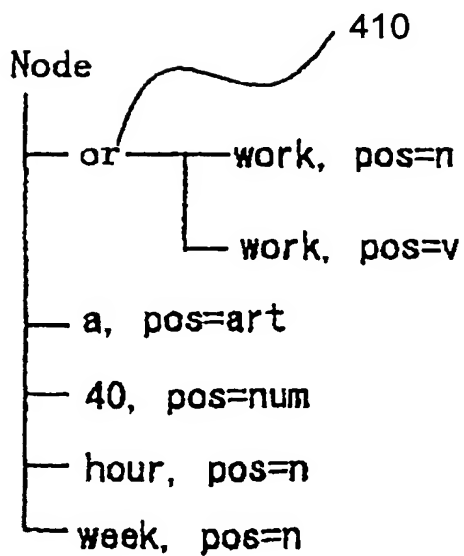 410
Node
or work, pos=n
work, pos=v
a, pos=art
40, pos=num
hour, pos=n
week, pos=n